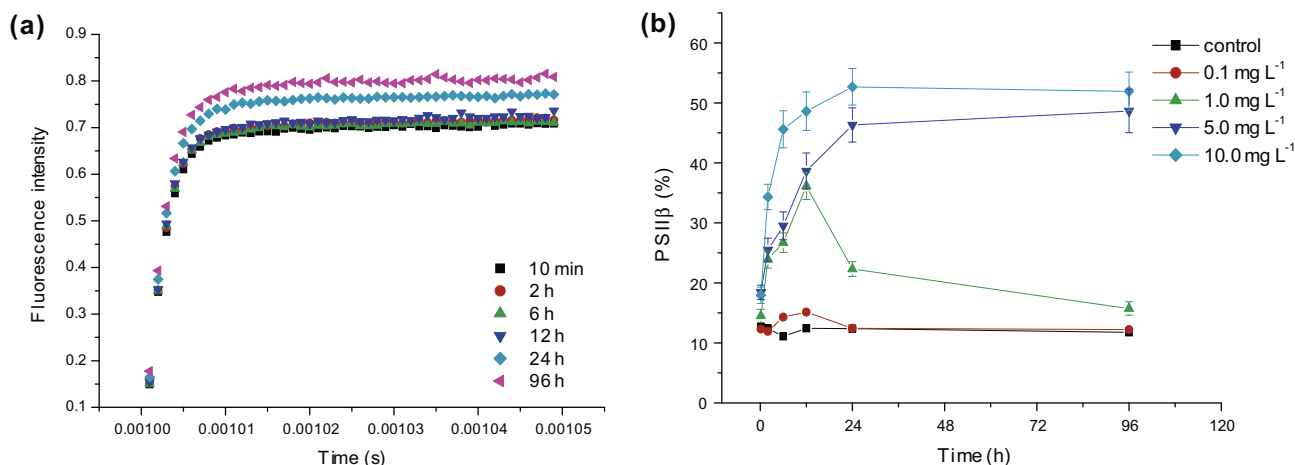 (a)
0.9
0.8
0.7
0.6
0.5
0.4
0.3
0.2
0.1
Fluorescence intensity
10 min
2 h
6 h
12 h
24 h
96 h
0.00100
0.00101
0.00102
0.00103
0.00104
0.00105
Time (s)
(b)
60
50
40
30
20
10
0
PSIIβ (%)
control
0.1 mg L⁻¹
1.0 mg L⁻¹
5.0 mg L⁻¹
10.0 mg L⁻¹
0
24
48
72
96
120
Time (h)